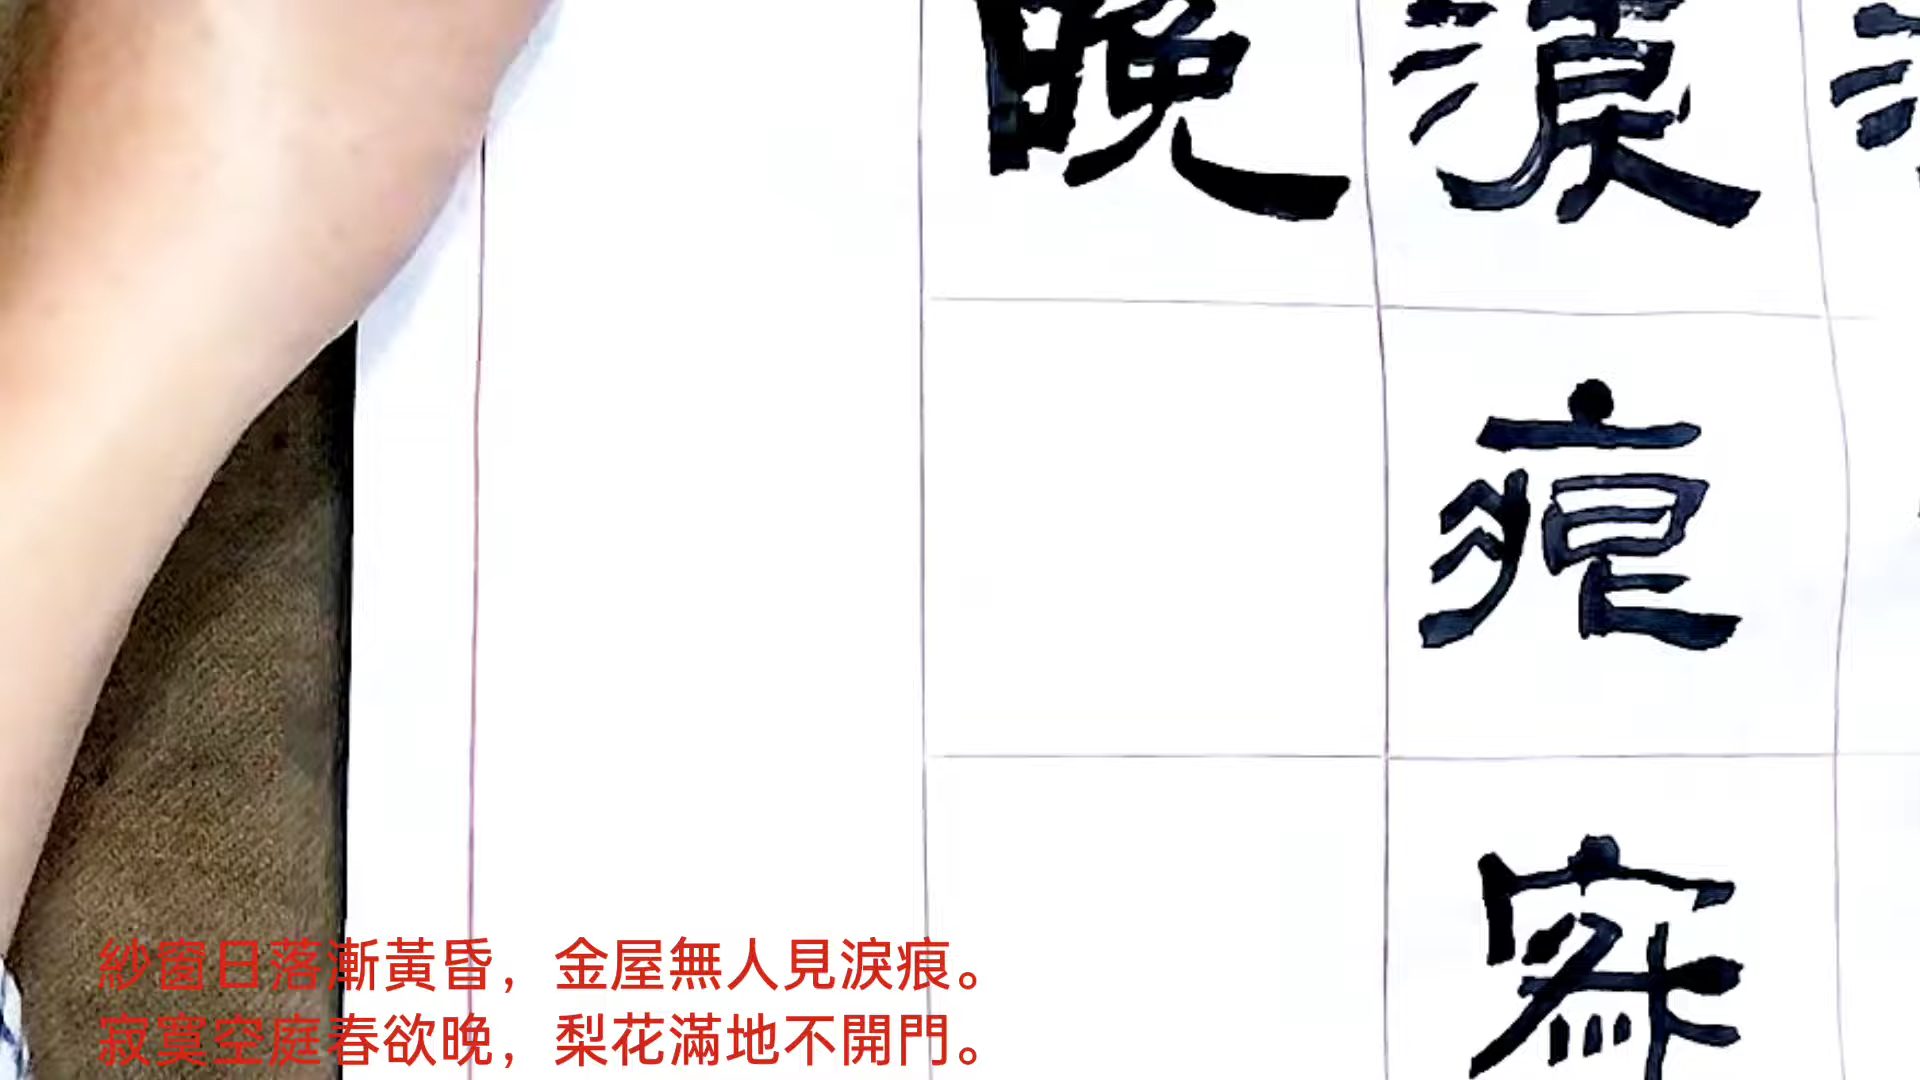 淚痕寂
晚
紗窗日落漸黃昏，金屋無人見淚痕。
寂寞空庭春欲晚，梨花滿地不開門。